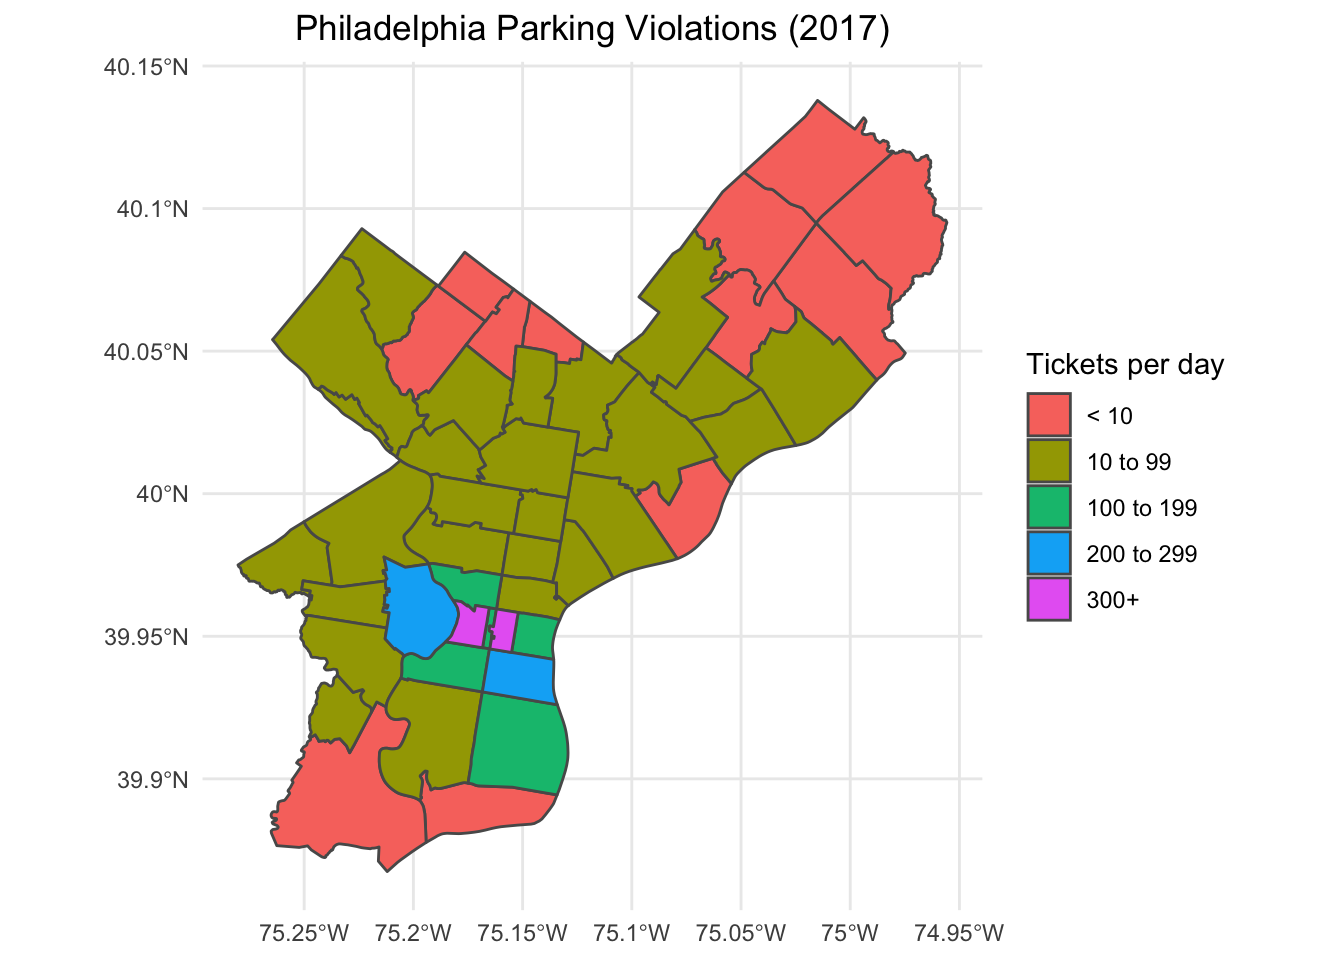 Philadelphia Parking Violations (2017)
40.15°N
40.1°N
40.05°N
40°N
39.95°N
39.9°N
75.25°W
75.2°W
75.15°W
75.1°W
75.05°W
75°W
74.95°W
Tickets per day
< 10
10 to 99
100 to 199
200 to 299
300+